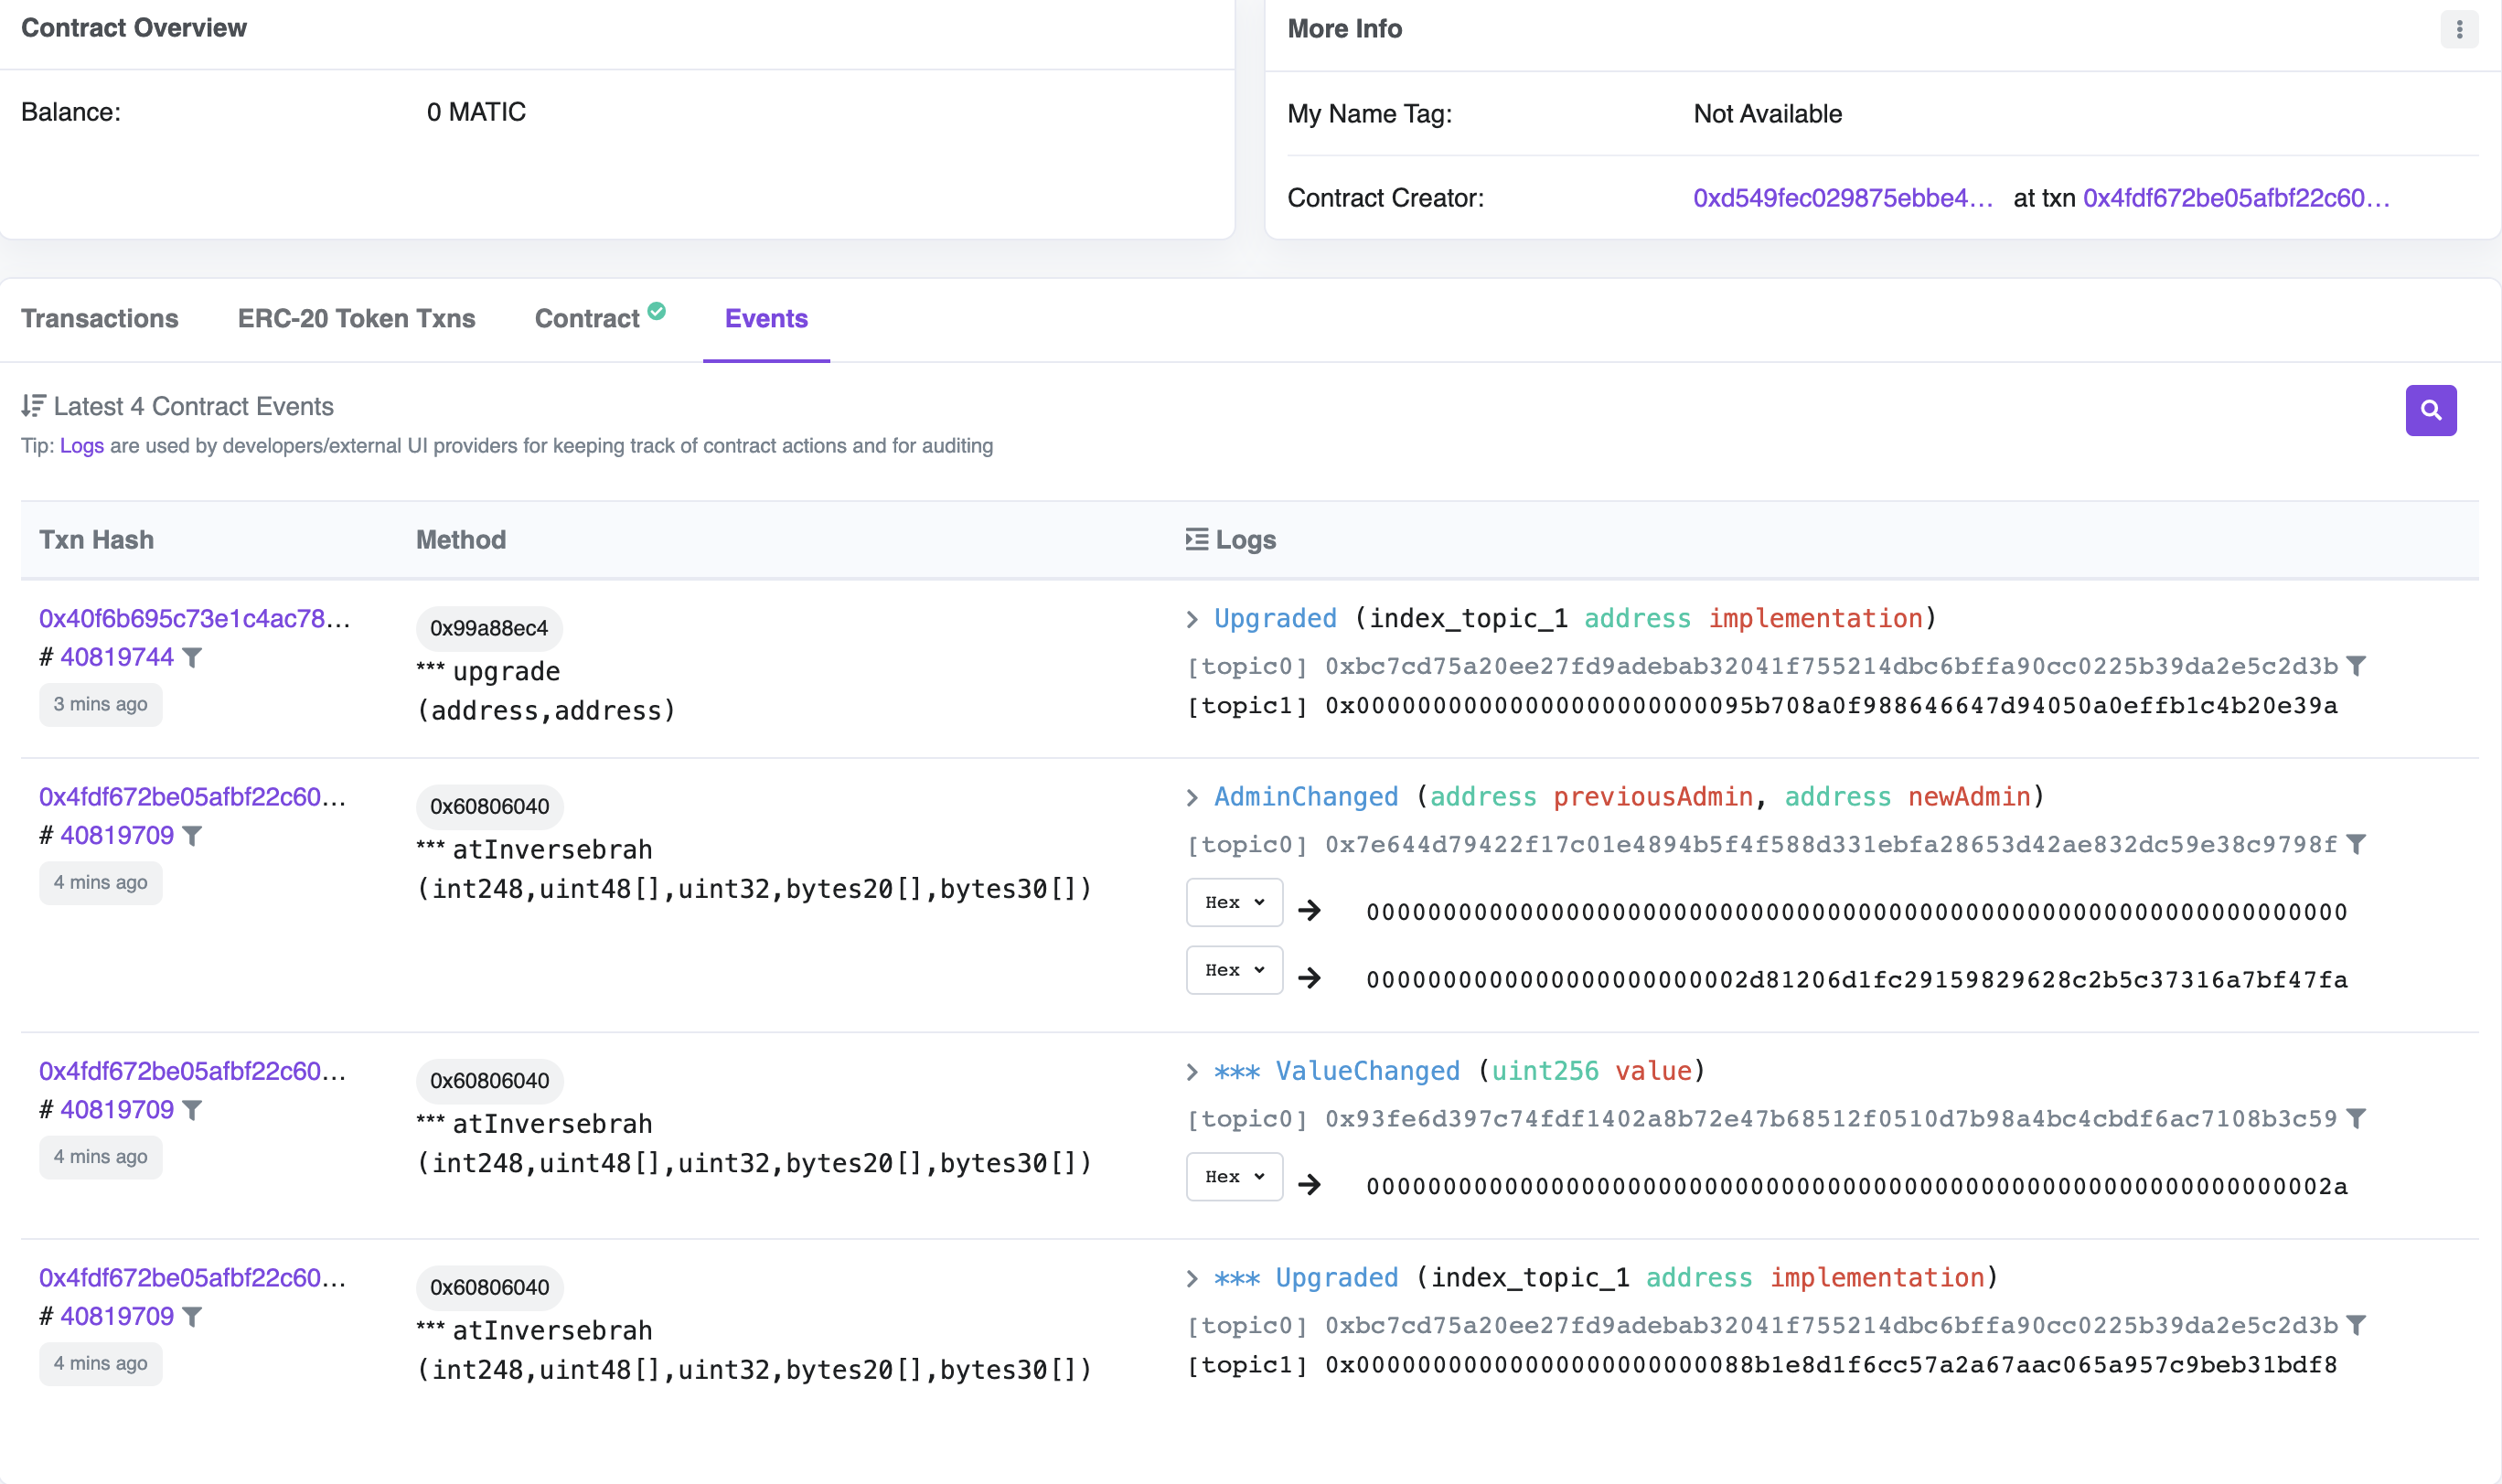 Contract Overview
Balance: 0 MATIC
More Info
My Name Tag: Not Available
Contract Creator: 0xd549fec029875ebbe4... at txn 0x4fdf672be05afbf22c60...
Transactions ERC-20 Token Txns Contract Events
Latest 4 Contract Events
Tip: Logs are used by developers/external UI providers for keeping track of contract actions and for auditing
Txn Hash Method Logs
0x40f6b695c73e1c4ac78...
# 40819744
3 mins ago
0x99a88ec4
*** upgrade
(address,address)
Upgraded (index_topic_1 address implementation)
[topic0] 0xbc7cd75a20ee27fd9adebab32041f755214dbc6bffa90cc0225b39da2e5c2d3b
[topic1] 0x00000000000000000000000095b708a0f988646647d94050a0effb1c4b20e39a
0x4fdf672be05afbf22c60...
# 40819709
4 mins ago
0x60806040
*** atInversebrah
(int248,uint48[],uint32,bytes20[],bytes30[])
AdminChanged (address previousAdmin, address newAdmin)
[topic0] 0x7e644d79422f17c01e4894b5f4f588d331ebfa28653d42ae832dc59e38c9798f
Hex 0000000000000000000000000000000000000000000000000000000000000000
Hex 0000000000000000000000002d81206d1fc29159829628c2b5c37316a7bf47fa
0x4fdf672be05afbf22c60...
# 40819709
4 mins ago
0x60806040
*** atInversebrah
(int248,uint48[],uint32,bytes20[],bytes30[])
*** ValueChanged (uint256 value)
[topic0] 0x93fe6d397c74fdf1402a8b72e47b68512f0510d7b98a4bc4cbdf6ac7108b3c59
Hex 000000000000000000000000000000000000000000000000000000000000002a
0x4fdf672be05afbf22c60...
# 40819709
4 mins ago
0x60806040
*** atInversebrah
(int248,uint48[],uint32,bytes20[],bytes30[])
*** Upgraded (index_topic_1 address implementation)
[topic0] 0xbc7cd75a20ee27fd9adebab32041f755214dbc6bffa90cc0225b39da2e5c2d3b
[topic1] 0x00000000000000000000000088b1e8d1f6cc57a2a67aac065a957c9beb31bdf8